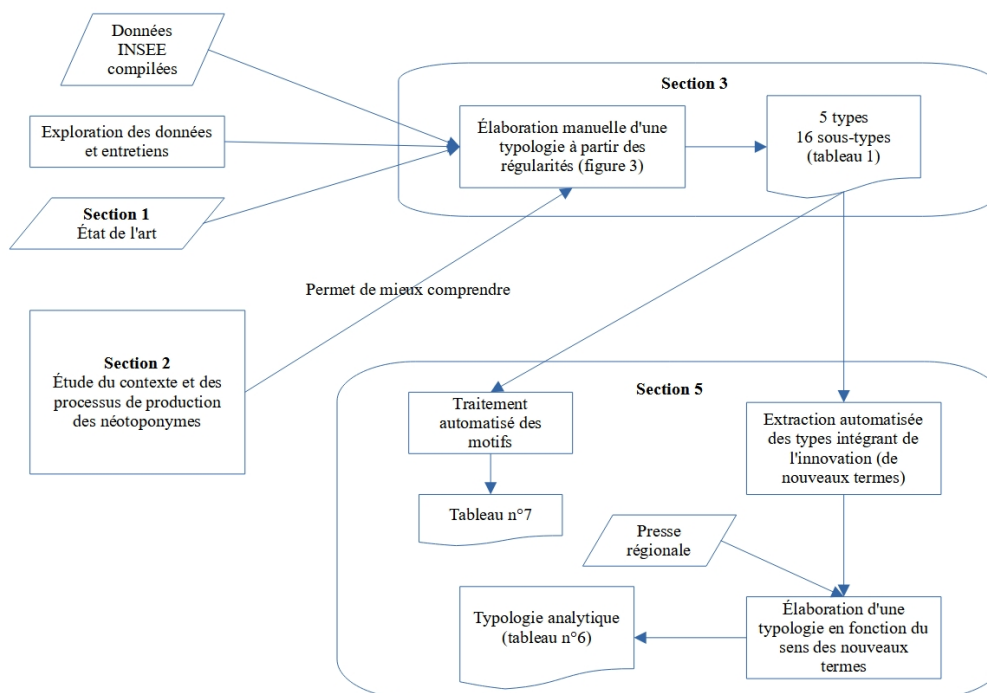 Données
INSEE
compilées
Exploration des données
et entretiens
Section 1
État de l'art
Section 3
Élaboration manuelle d'une
typologie à partir des
régularités (figure 3)
5 types
16 sous-types
(tableau 1)
Permet de mieux comprendre
Section 2
Étude du contexte et des
processus de production
des néotoponymes
Section 5
Traitement
automatisé des
motifs
Tableau n°7
Extraction automatisée
des types intégrant de
l'innovation (de
nouveaux termes)
Presse
régionale
Élaboration d'une
typologie en fonction du
sens des nouveaux
termes
Typologie analytique
(tableau n°6)